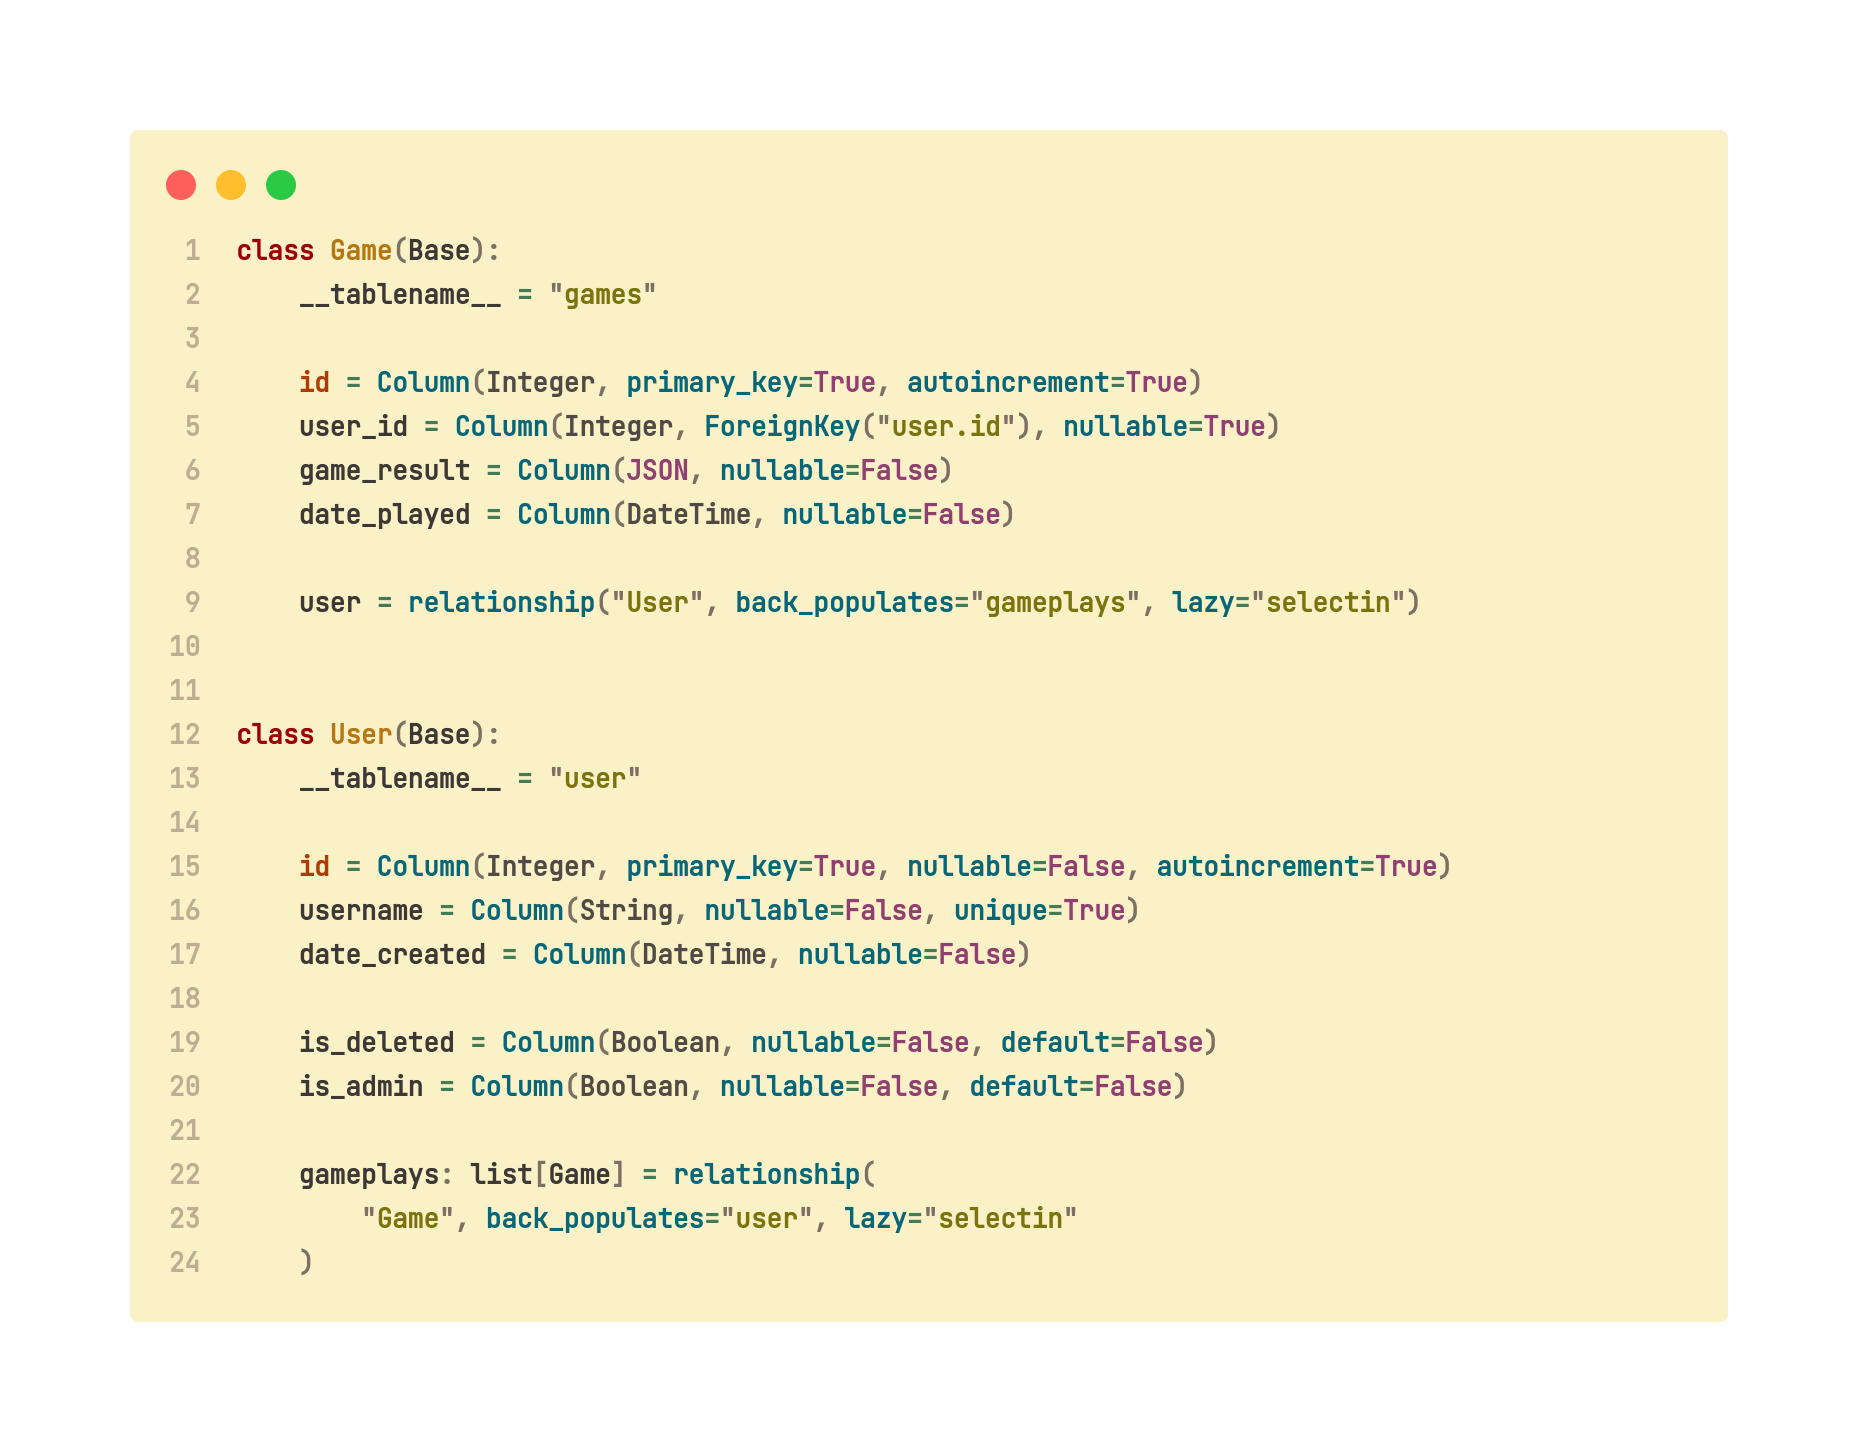 1 class Game(Base):
2     __tablename__ = "games"
3
4     id = Column(Integer, primary_key=True, autoincrement=True)
5     user_id = Column(Integer, ForeignKey("user.id"), nullable=True)
6     game_result = Column(JSON, nullable=False)
7     date_played = Column(DateTime, nullable=False)
8
9     user = relationship("User", back_populates="gameplays", lazy="selectin")
10
11
12 class User(Base):
13     __tablename__ = "user"
14
15     id = Column(Integer, primary_key=True, nullable=False, autoincrement=True)
16     username = Column(String, nullable=False, unique=True)
17     date_created = Column(DateTime, nullable=False)
18
19     is_deleted = Column(Boolean, nullable=False, default=False)
20     is_admin = Column(Boolean, nullable=False, default=False)
21
22     gameplays: list[Game] = relationship(
23         "Game", back_populates="user", lazy="selectin"
24     )